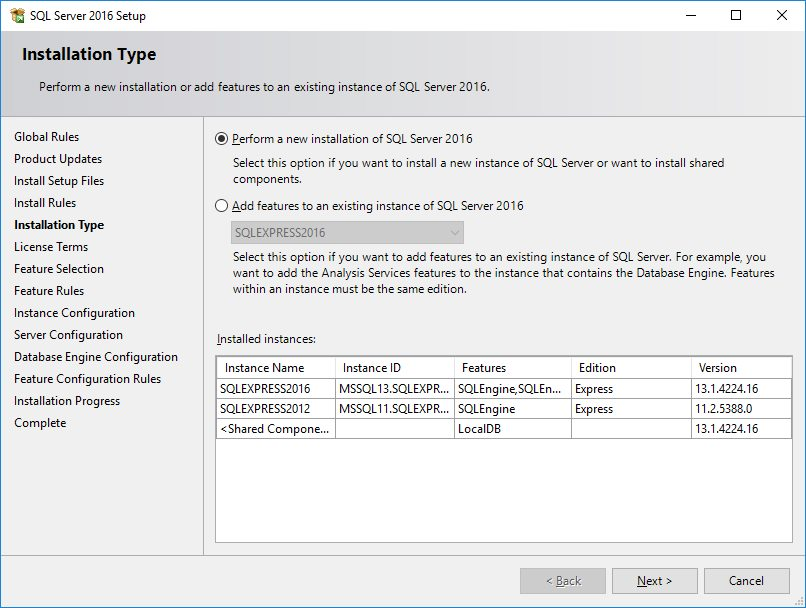 SQL Server 2016 Setup
Installation Type
Perform a new installation or add features to an existing instance of SQL Server 2016.
Global Rules
Product Updates
Install Setup Files
Install Rules
Installation Type
License Terms
Feature Selection
Feature Rules
Instance Configuration
Server Configuration
Database Engine Configuration
Feature Configuration Rules
Installation Progress
Complete
Perform a new installation of SQL Server 2016
Select this option if you want to install a new instance of SQL Server or want to install shared
components.
Add features to an existing instance of SQL Server 2016
SQLEXPRESS2016
Select this option if you want to add features to an existing instance of SQL Server. For example, you
want to add the Analysis Services features to the instance that contains the Database Engine. Features
within an instance must be the same edition.
Installed instances:
Instance Name Instance ID Features Edition Version
SQLEXPRESS2016 MSSQL13.SQLEXPR... SQLEngine,SQLEn... Express 13.1.4224.16
SQLEXPRESS2012 MSSQL11.SQLEXPR... SQLEngine Express 11.2.5388.0
<Shared Compone... LocalDB 13.1.4224.16
< Back Next > Cancel